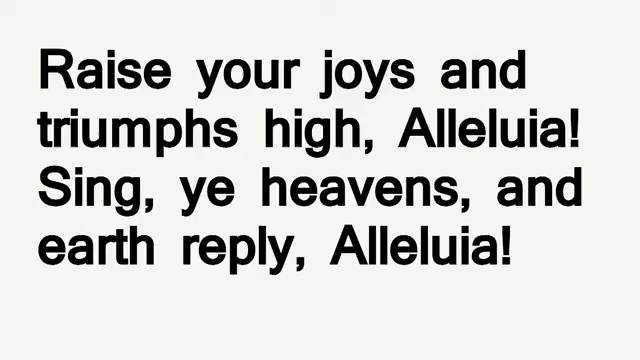 Raise your joys and
triumphs high, Alleluia!
Sing, ye heavens, and
earth reply, Alleluia!